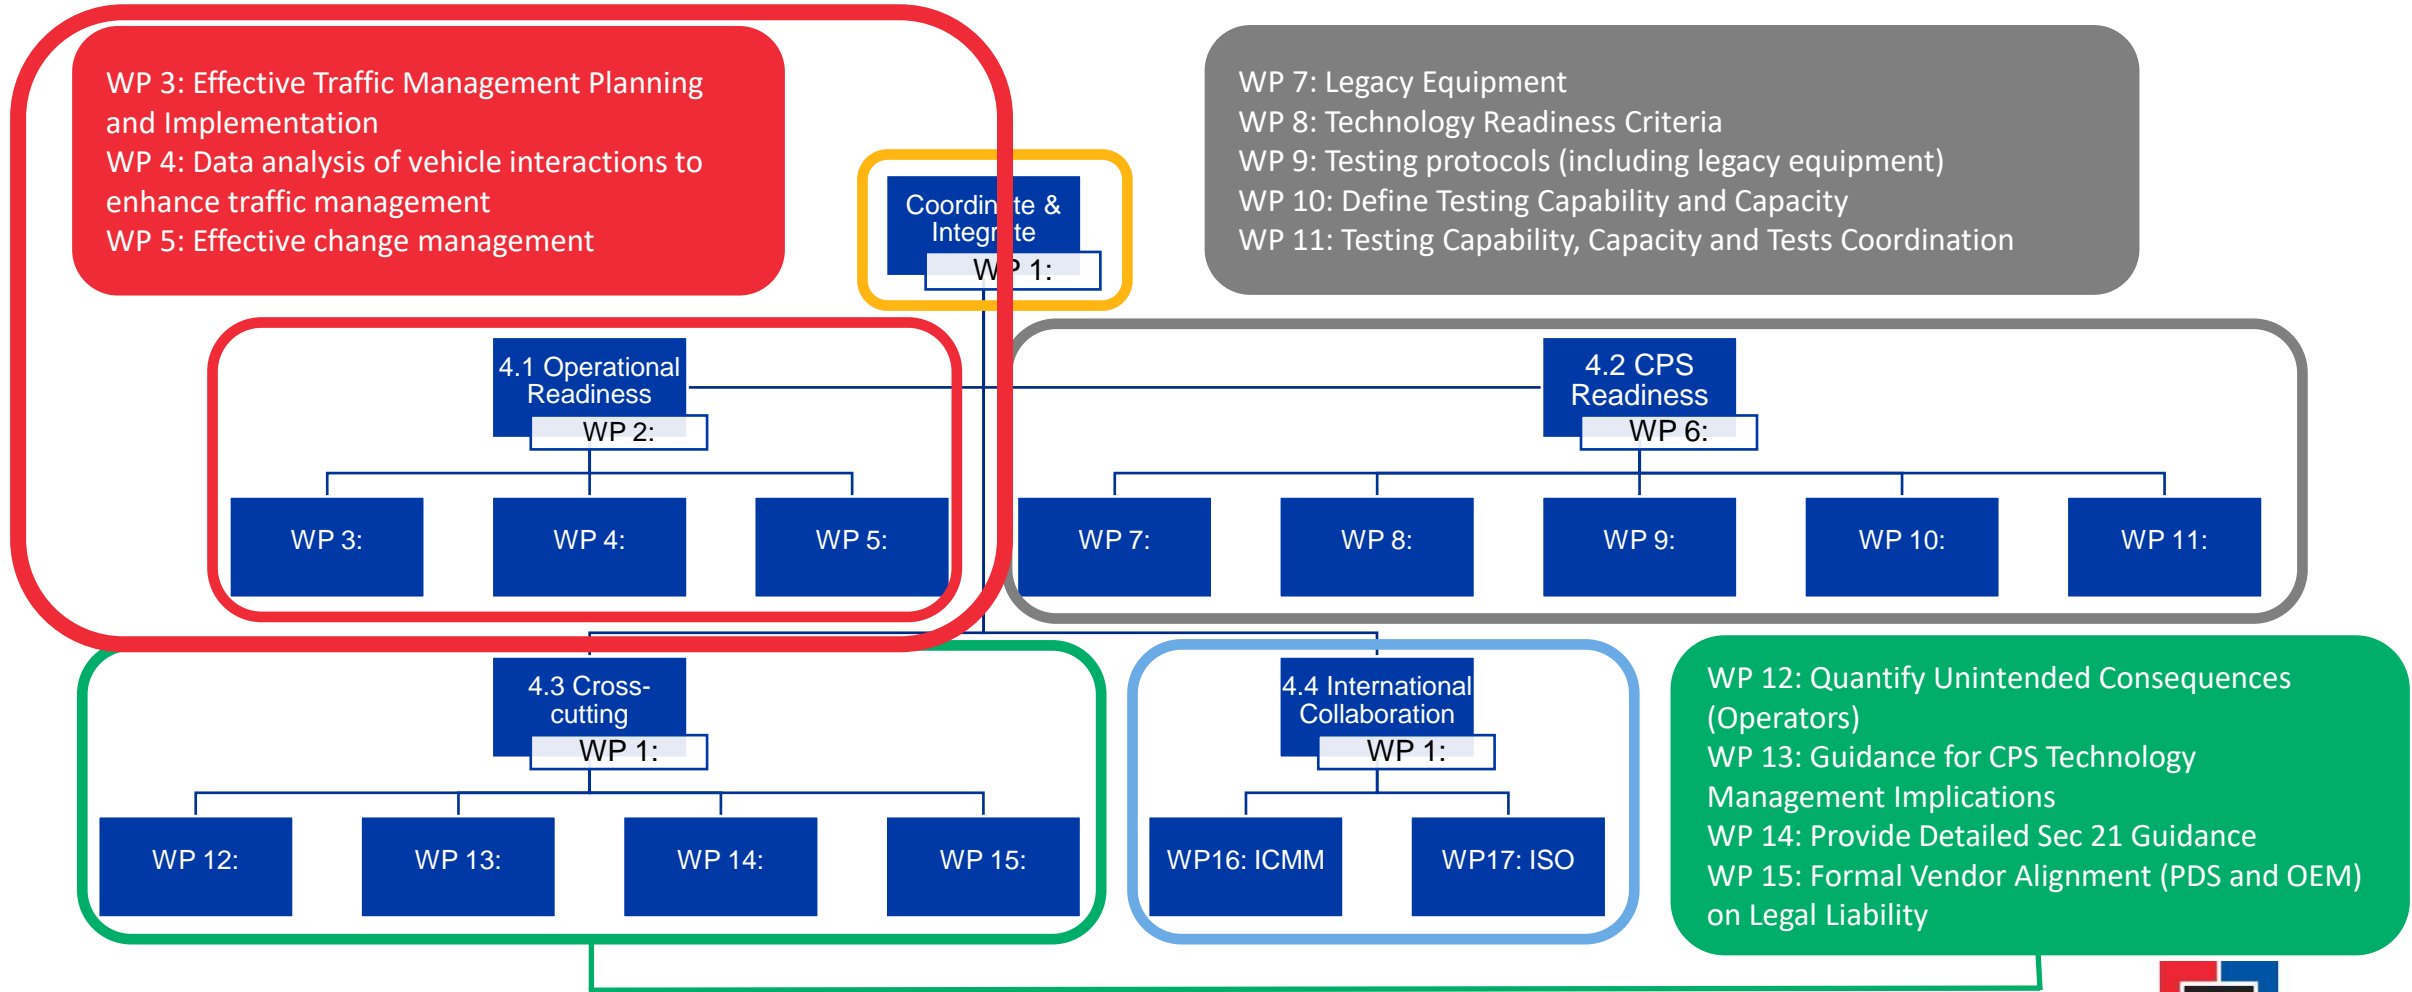 WP 3: Effective Traffic Management Planning
and Implementation
WP 4: Data analysis of vehicle interactions to
enhance traffic management
WP 5: Effective change management
WP 7: Legacy Equipment
WP 8: Technology Readiness Criteria
WP 9: Testing protocols (including legacy equipment)
WP 10: Define Testing Capability and Capacity
WP 11: Testing Capability, Capacity and Tests Coordination
Coordinate &
Integrate
WP 1:
4.1 Operational
Readiness
WP 2:
4.2 CPS
Readiness
WP 6:
WP 3:
WP 4:
WP 5:
WP 7:
WP 8:
WP 9:
WP 10:
WP 11:
4.3 Cross-
cutting
WP 1:
4.4 International
Collaboration
WP 1:
WP 12:
WP 13:
WP 14:
WP 15:
WP16: ICMM
WP17: ISO
WP 12: Quantify Unintended Consequences
(Operators)
WP 13: Guidance for CPS Technology
Management Implications
WP 14: Provide Detailed Sec 21 Guidance
WP 15: Formal Vendor Alignment (PDS and OEM)
on Legal Liability